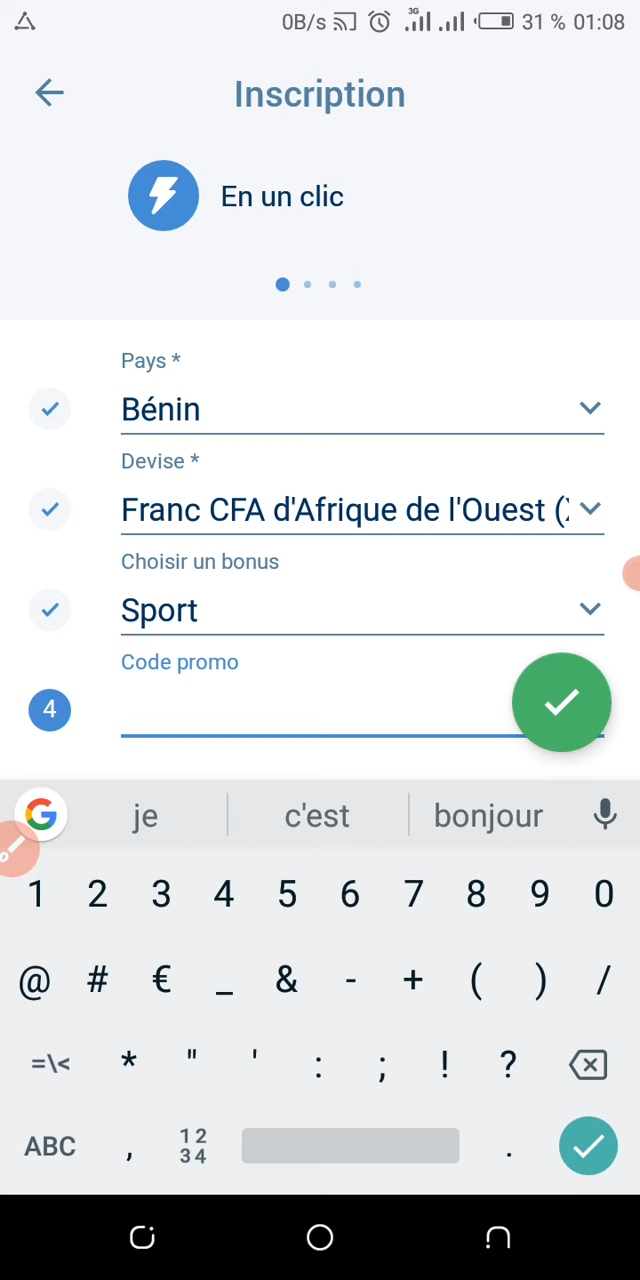 0B/s 3G 31 % 01:08
Inscription
En un clic
Pays *
Bénin
Devise *
Franc CFA d'Afrique de l'Ouest (
Choisir un bonus
Sport
Code promo
4
G je c'est bonjour
1 2 3 4 5 6 7 8 9 0
@ # € _ & - + ( ) /
=\< * " ' : ; ! ?
ABC , 12 34 .